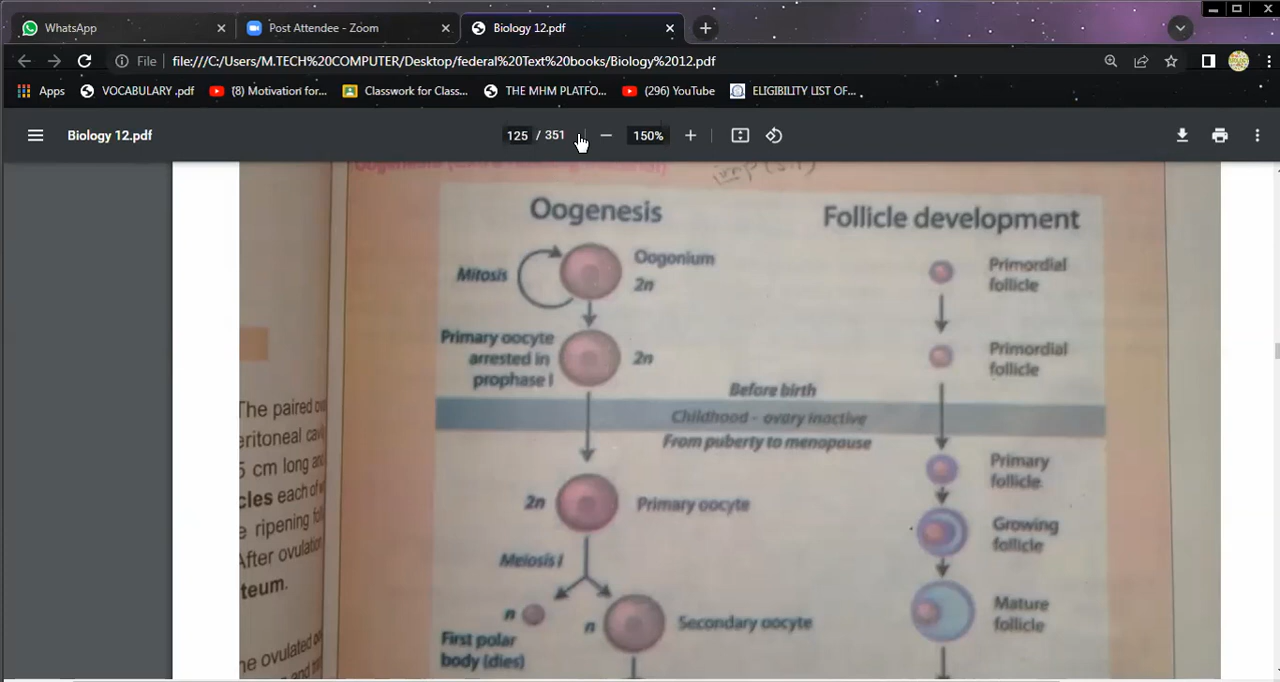 WhatsApp
Post Attendee - Zoom
Biology 12.pdf
File
file:///C:/Users/M.TECH%20COMPUTER/Desktop/federal%20Text%20books/Biology%2012.pdf
Apps
VOCABULARY .pdf
(8) Motivation for...
Classwork for Class...
THE MHM PLATFO...
(296) YouTube
ELIGIBILITY LIST OF...
Biology 12.pdf
125 / 351
150%
Oogenesis
Follicle development
Mitosis
Oogonium
2n
Primordial
follicle
Primary oocyte
arrested in
prophase I
2n
Primordial
follicle
Before birth
Childhood - ovary inactive
From puberty to menopause
2n
Primary oocyte
Primary
follicle
Meiosis I
Growing
follicle
n
n
Secondary oocyte
First polar
body (dies)
Mature
follicle
The paired
eritoneal
5 cm long
cles each of
e ripening
After ovulation
teum.
he ovulated